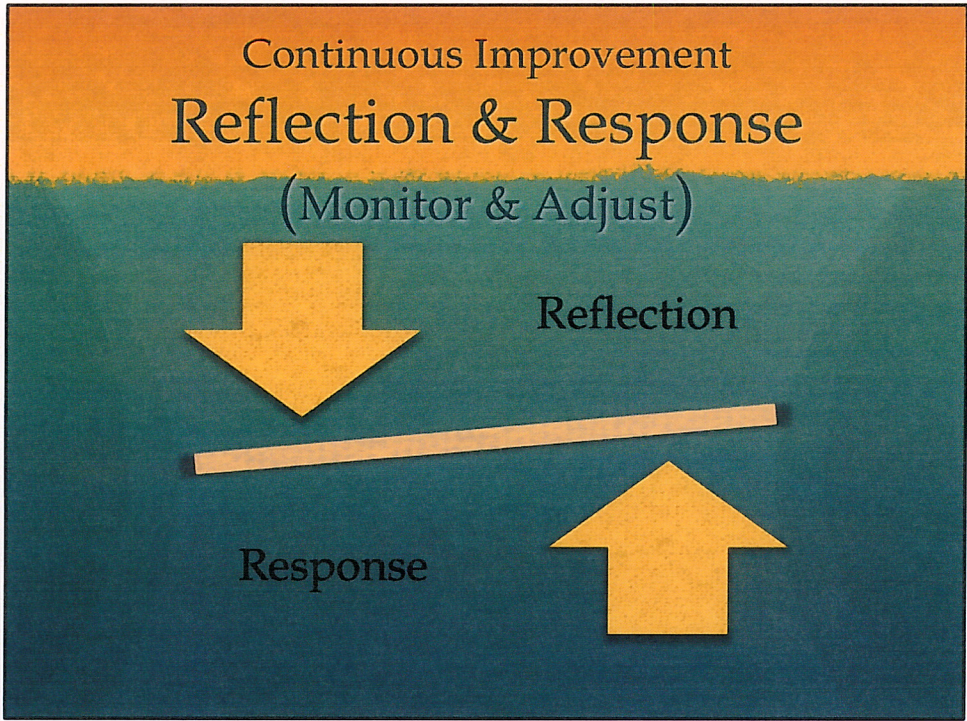 Continuous Improvement
Reflection & Response
(Monitor & Adjust)
Reflection
Response